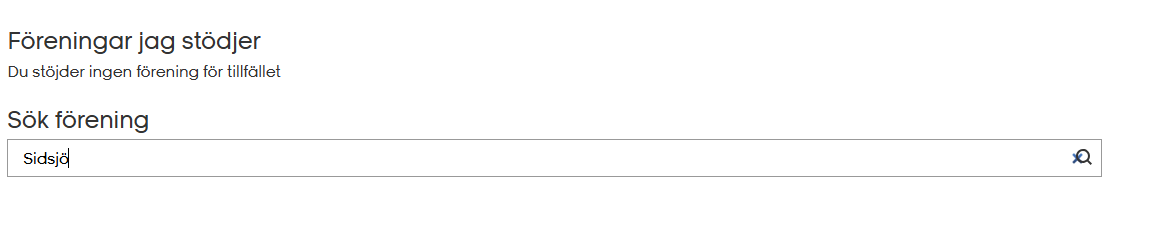 Föreningar jag stödjer
Du stöjder ingen förening för tillfället
Sök förening
Sidsjö